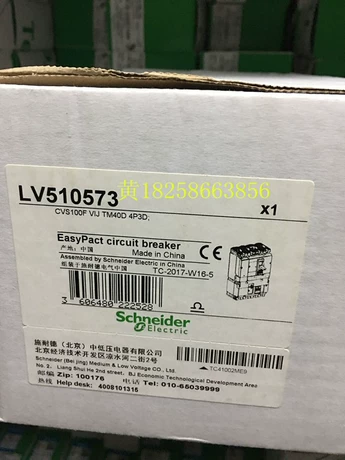 黄18258663856
LV510573
x1
CVS100F VIJ TM40D 4P3D;
EasyPact circuit breaker
Made in China
产地:中国
Assembled by Schneider Electric in China
组装于施耐德电气中国
TC-2017-W16-5
CE
3 606480 222528
Schneider
Electric
施耐德（北京）中低压电器有限公司
北京经济技术开发区凉水河二街2号
No. 2, Liang Shui He 2nd street, BJ Economic Technological Development Area
Schneider (Bei jing) Medium & Low Voltage CO., Ltd.
邮编 Zip: 100176 电话 Tel: 010-65039999
热线 Help desk: 4008101315
TC41002ME9